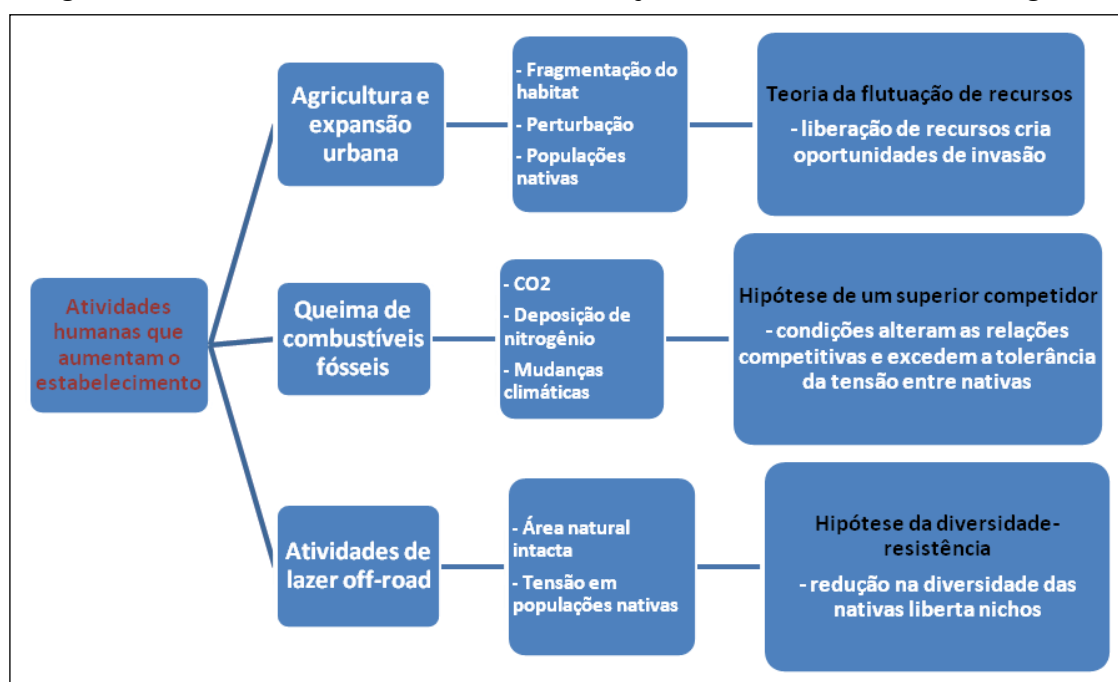 Atividades
humanas que
aumentam o
estabelecimento
Agricultura e
expansão
urbana
- Fragmentação do
habitat
- Perturbação
- Populações
nativas
Teoria da flutuação de recursos
- liberação de recursos cria
oportunidades de invasão
Queima de
combustíveis
fósseis
- CO2
- Deposição de
nitrogênio
- Mudanças
climáticas
Hipótese de um superior competidor
- condições alteram as relações
competitivas e excedem a tolerância
da tensão entre nativas
Atividades de
lazer off-road
- Área natural
intacta
- Tensão em
populações nativas
Hipótese da diversidade-
resistência
- redução na diversidade das
nativas liberta nichos